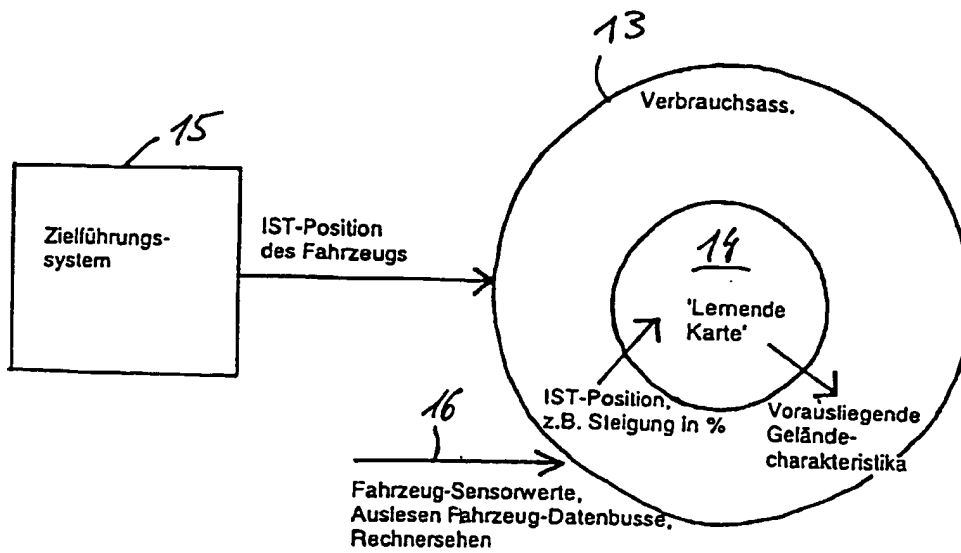 13
Verbrauchsass.
15
Zielführungs-
system
IST-Position
des Fahrzeugs
14
'Lernende
Karte'
IST-Position,
z.B. Steigung in %
Vorausliegende
Gelände-
charakteristika
16
Fahrzeug-Sensorwerte,
Auslesen Fahrzeug-Datenbusse,
Rechnersehen